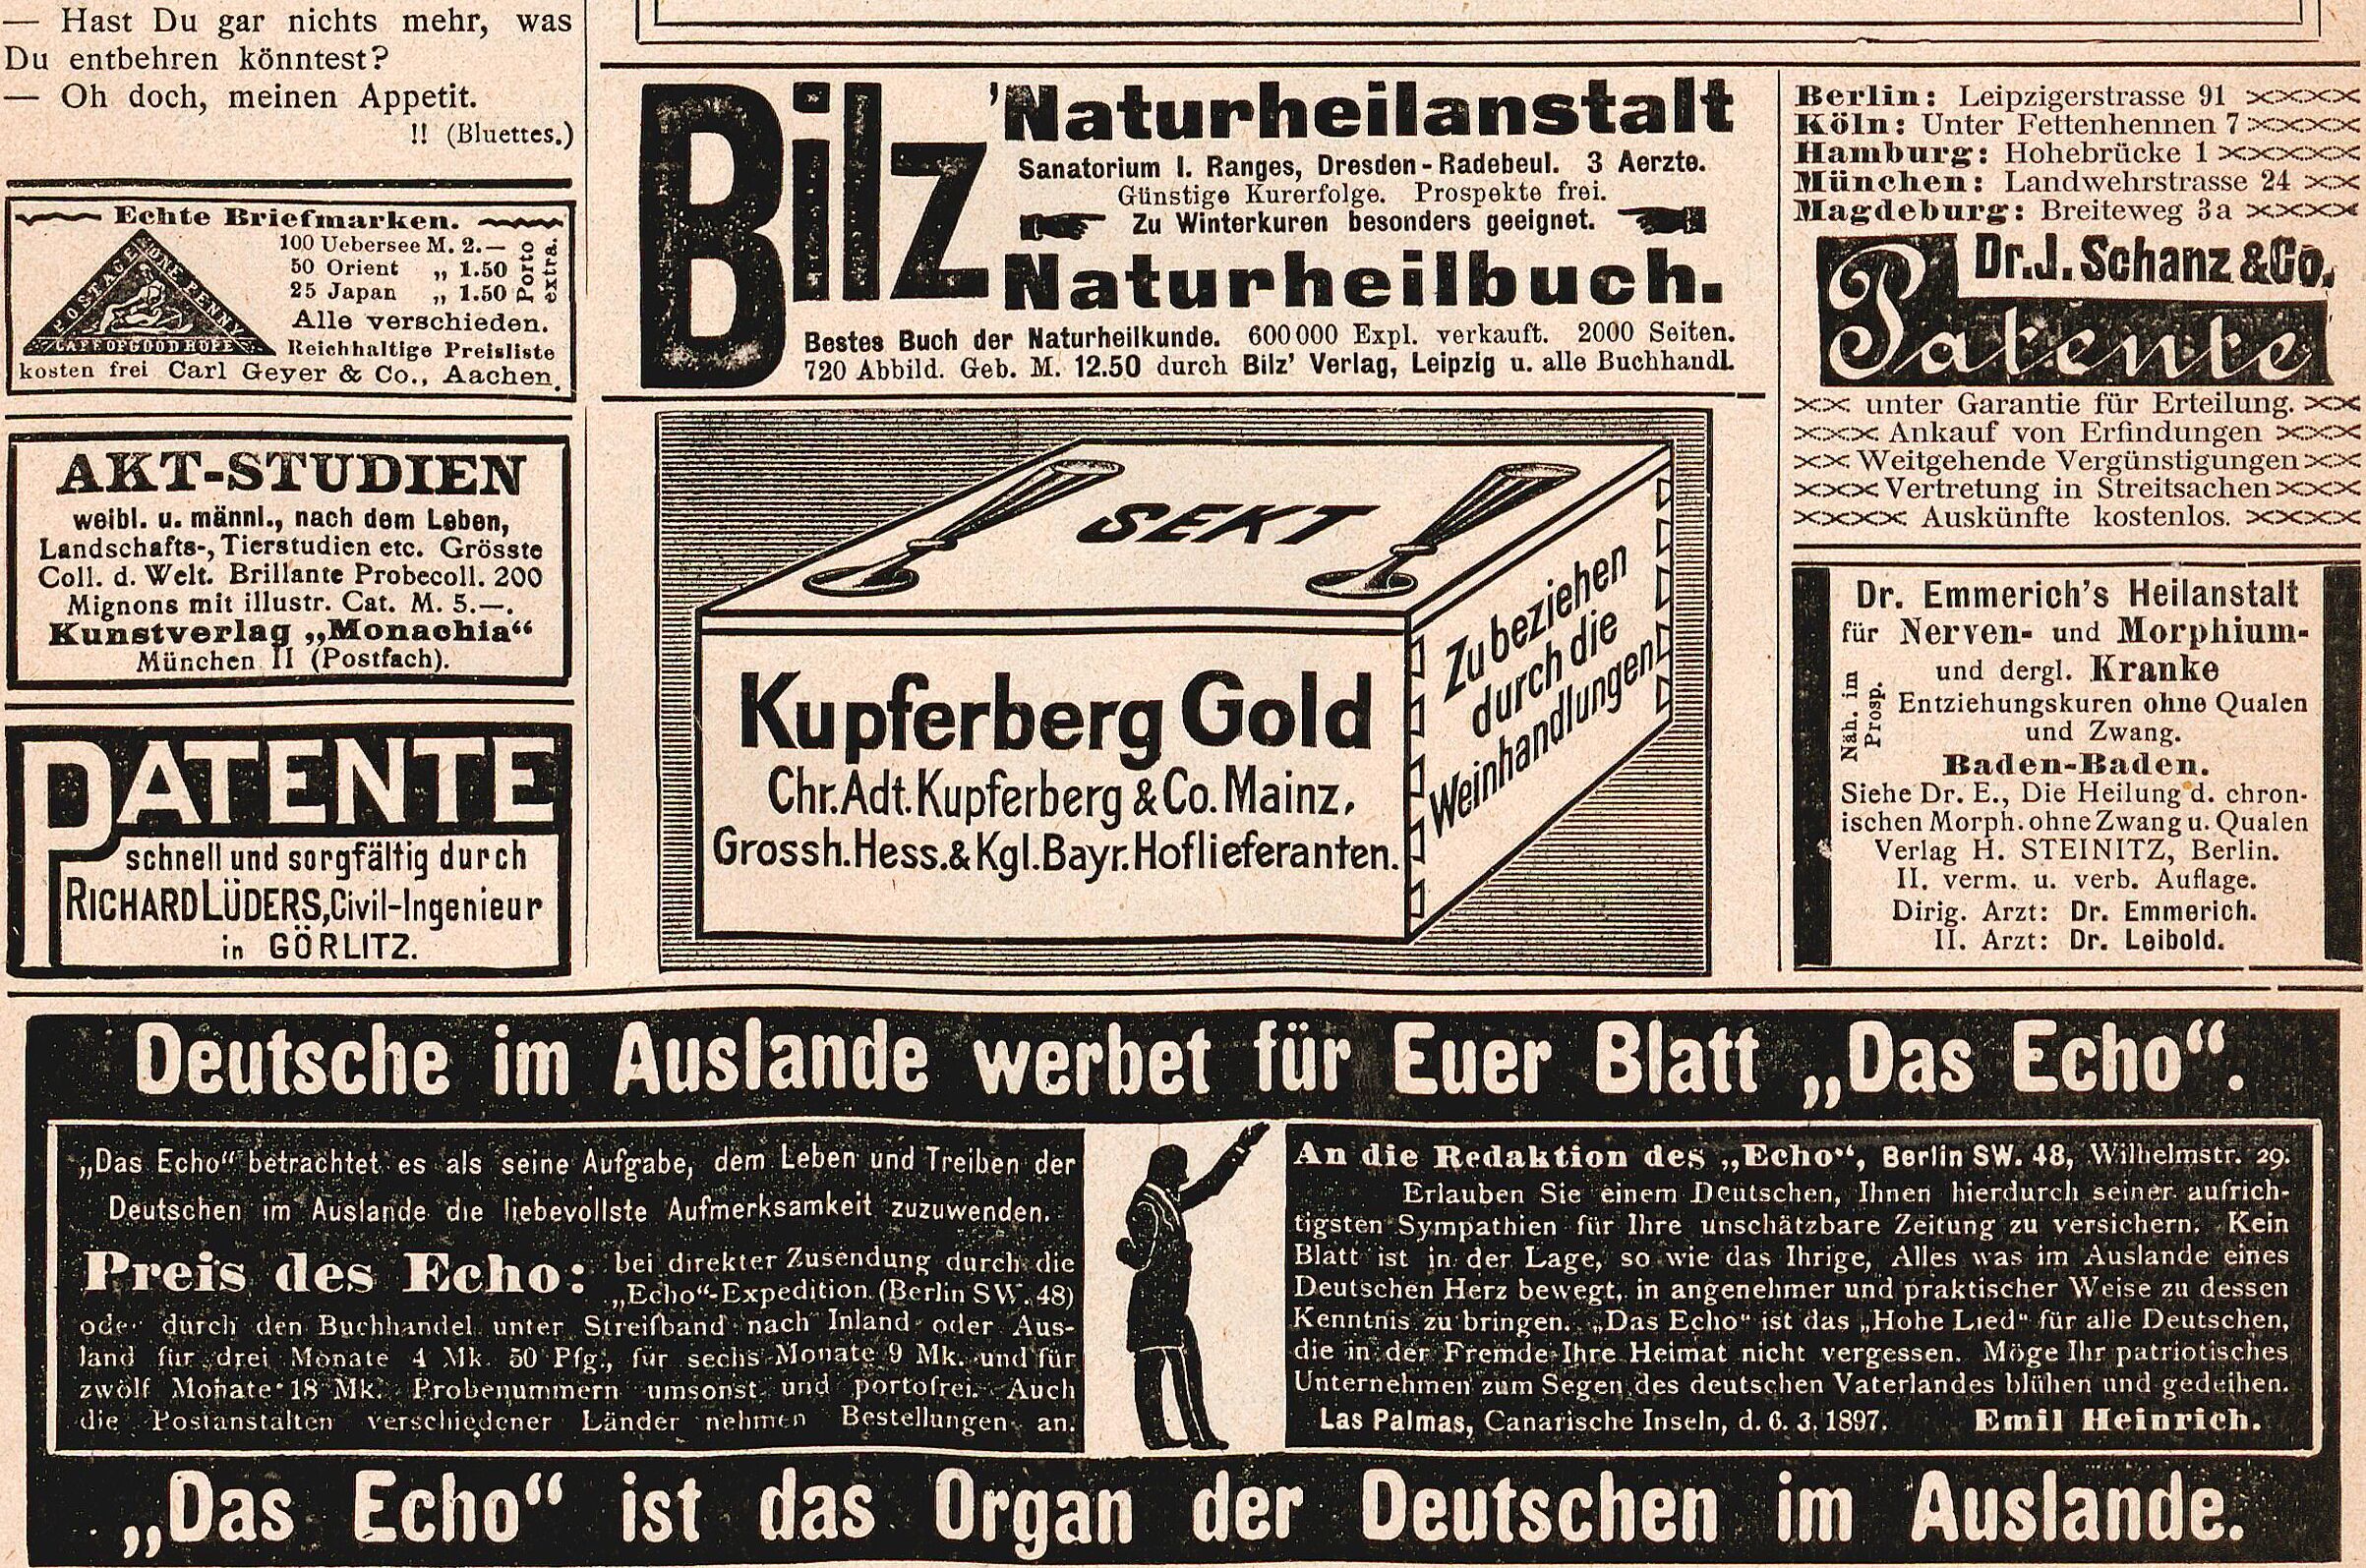 — Hast Du gar nichts mehr, was
Du entbehren könntest?
— Oh doch, meinen Appetit.
!! (Bluettes.)
Echte Briefmarken.
POSTAGE ONE PENNY
CAPE OF GOOD HOPE
100 Uebersee M. 2.—
50 Orient „ 1.50
25 Japan „ 1.50
Porto
extra.
Alle verschieden.
Reichhaltige Preisliste
kosten frei Carl Geyer & Co., Aachen.
AKT-STUDIEN
weibl. u. männl., nach dem Leben,
Landschafts-, Tierstudien etc. Grösste
Coll. d. Welt. Brillante Probecoll. 200
Mignons mit illustr. Cat. M. 5.—.
Kunstverlag „Monachia“
München II (Postfach).
PATENTE
schnell und sorgfältig durch
RICHARD LÜDERS, Civil-Ingenieur
in GÖRLITZ.
Bilz
'Naturheilanstalt
Sanatorium I. Ranges, Dresden-Radebeul. 3 Aerzte.
Günstige Kurerfolge. Prospekte frei.
Zu Winterkuren besonders geeignet.
Naturheilbuch.
Bestes Buch der Naturheilkunde. 600000 Expl. verkauft. 2000 Seiten.
720 Abbild. Geb. M. 12.50 durch Bilz' Verlag, Leipzig u. alle Buchhandl.
SEKT
Kupferberg Gold
Chr. Adt. Kupferberg & Co. Mainz,
Grossh. Hess. & Kgl. Bayr. Hoflieferanten.
Zu beziehen
durch die
Weinhandlungen
Berlin: Leipzigerstrasse 91
Köln: Unter Fettenhennen 7
Hamburg: Hohebrücke 1
München: Landwehrstrasse 24
Magdeburg: Breiteweg 3a
Dr. J. Schanz & Co.
Patente
unter Garantie für Erteilung.
Ankauf von Erfindungen
Weitgehende Vergünstigungen
Vertretung in Streitsachen
Auskünfte kostenlos.
Dr. Emmerich's Heilanstalt
für Nerven- und Morphium-
und dergl. Kranke
Entziehungskuren ohne Qualen
und Zwang.
Näh. im
Prosp.
Baden-Baden.
Siehe Dr. E., Die Heilung d. chron-
ischen Morph. ohne Zwang u. Qualen
Verlag H. STEINITZ, Berlin.
II. verm. u. verb. Auflage.
Dirig. Arzt: Dr. Emmerich.
II. Arzt: Dr. Leibold.
Deutsche im Auslande werbet für Euer Blatt „Das Echo“.
„Das Echo“ betrachtet es als seine Aufgabe, dem Leben und Treiben der
Deutschen im Auslande die liebevollste Aufmerksamkeit zuzuwenden.
Preis des Echo: bei direkter Zusendung durch die
„Echo“-Expedition (Berlin SW. 48)
oder durch den Buchhandel unter Streifband nach Inland oder Aus-
land für drei Monate 4 Mk. 50 Pfg., für sechs Monate 9 Mk. und für
zwölf Monate 18 Mk. Probenummern umsonst und portofrei. Auch
die Postanstalten verschiedener Länder nehmen Bestellungen an.
An die Redaktion des „Echo“, Berlin SW. 48, Wilhelmstr. 29.
Erlauben Sie einem Deutschen, Ihnen hierdurch seiner aufrich-
tigsten Sympathien für Ihre unschätzbare Zeitung zu versichern. Kein
Blatt ist in der Lage, so wie das Ihrige, Alles was im Auslande eines
Deutschen Herz bewegt, in angenehmer und praktischer Weise zu dessen
Kenntnis zu bringen. „Das Echo“ ist das „Hohe Lied“ für alle Deutschen,
die in der Fremde Ihre Heimat nicht vergessen. Möge Ihr patriotisches
Unternehmen zum Segen des deutschen Vaterlandes blühen und gedeihen.
Las Palmas, Canarische Inseln, d. 6. 3. 1897. Emil Heinrich.
„Das Echo“ ist das Organ der Deutschen im Auslande.